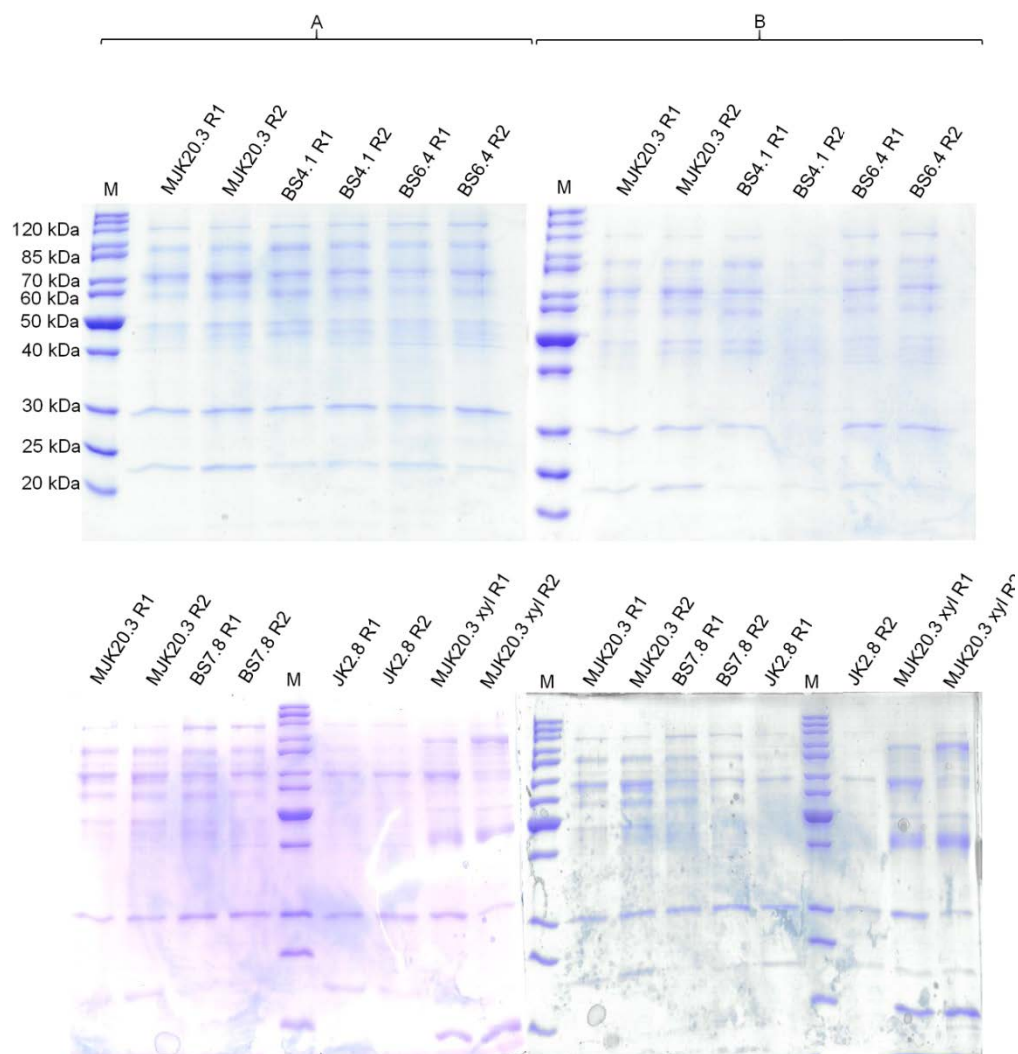 A
B
M
MJK20.3 R1
MJK20.3 R2
BS4.1 R1
BS4.1 R2
BS6.4 R1
BS6.4 R2
M
MJK20.3 R1
MJK20.3 R2
BS4.1 R1
BS4.1 R2
BS6.4 R1
BS6.4 R2
120 kDa
85 kDa
70 kDa
60 kDa
50 kDa
40 kDa
30 kDa
25 kDa
20 kDa
MJK20.3 R1
MJK20.3 R2
BS7.8 R1
BS7.8 R2
M
JK2.8 R1
JK2.8 R2
MJK20.3 xyl R1
MJK20.3 xyl R2
M
MJK20.3 R1
MJK20.3 R2
BS7.8 R1
BS7.8 R2
JK2.8 R1
M
JK2.8 R2
MJK20.3 xyl R1
MJK20.3 xyl R2